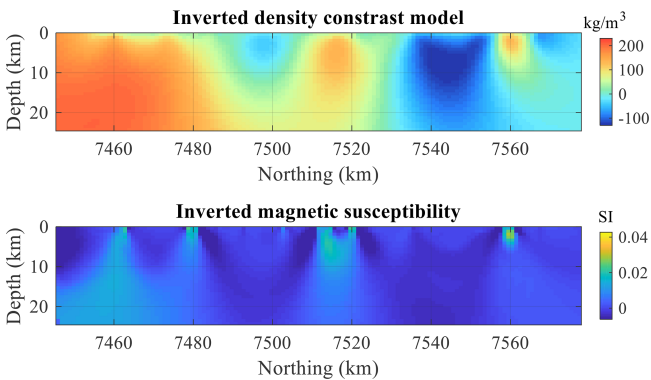 Inverted density constrast model
kg/m³
Depth (km)
0
10
20
200
100
0
-100
7460 7480 7500 7520 7540 7560
Northing (km)
Inverted magnetic susceptibility
SI
Depth (km)
0
10
20
0.04
0.02
0
7460 7480 7500 7520 7540 7560
Northing (km)